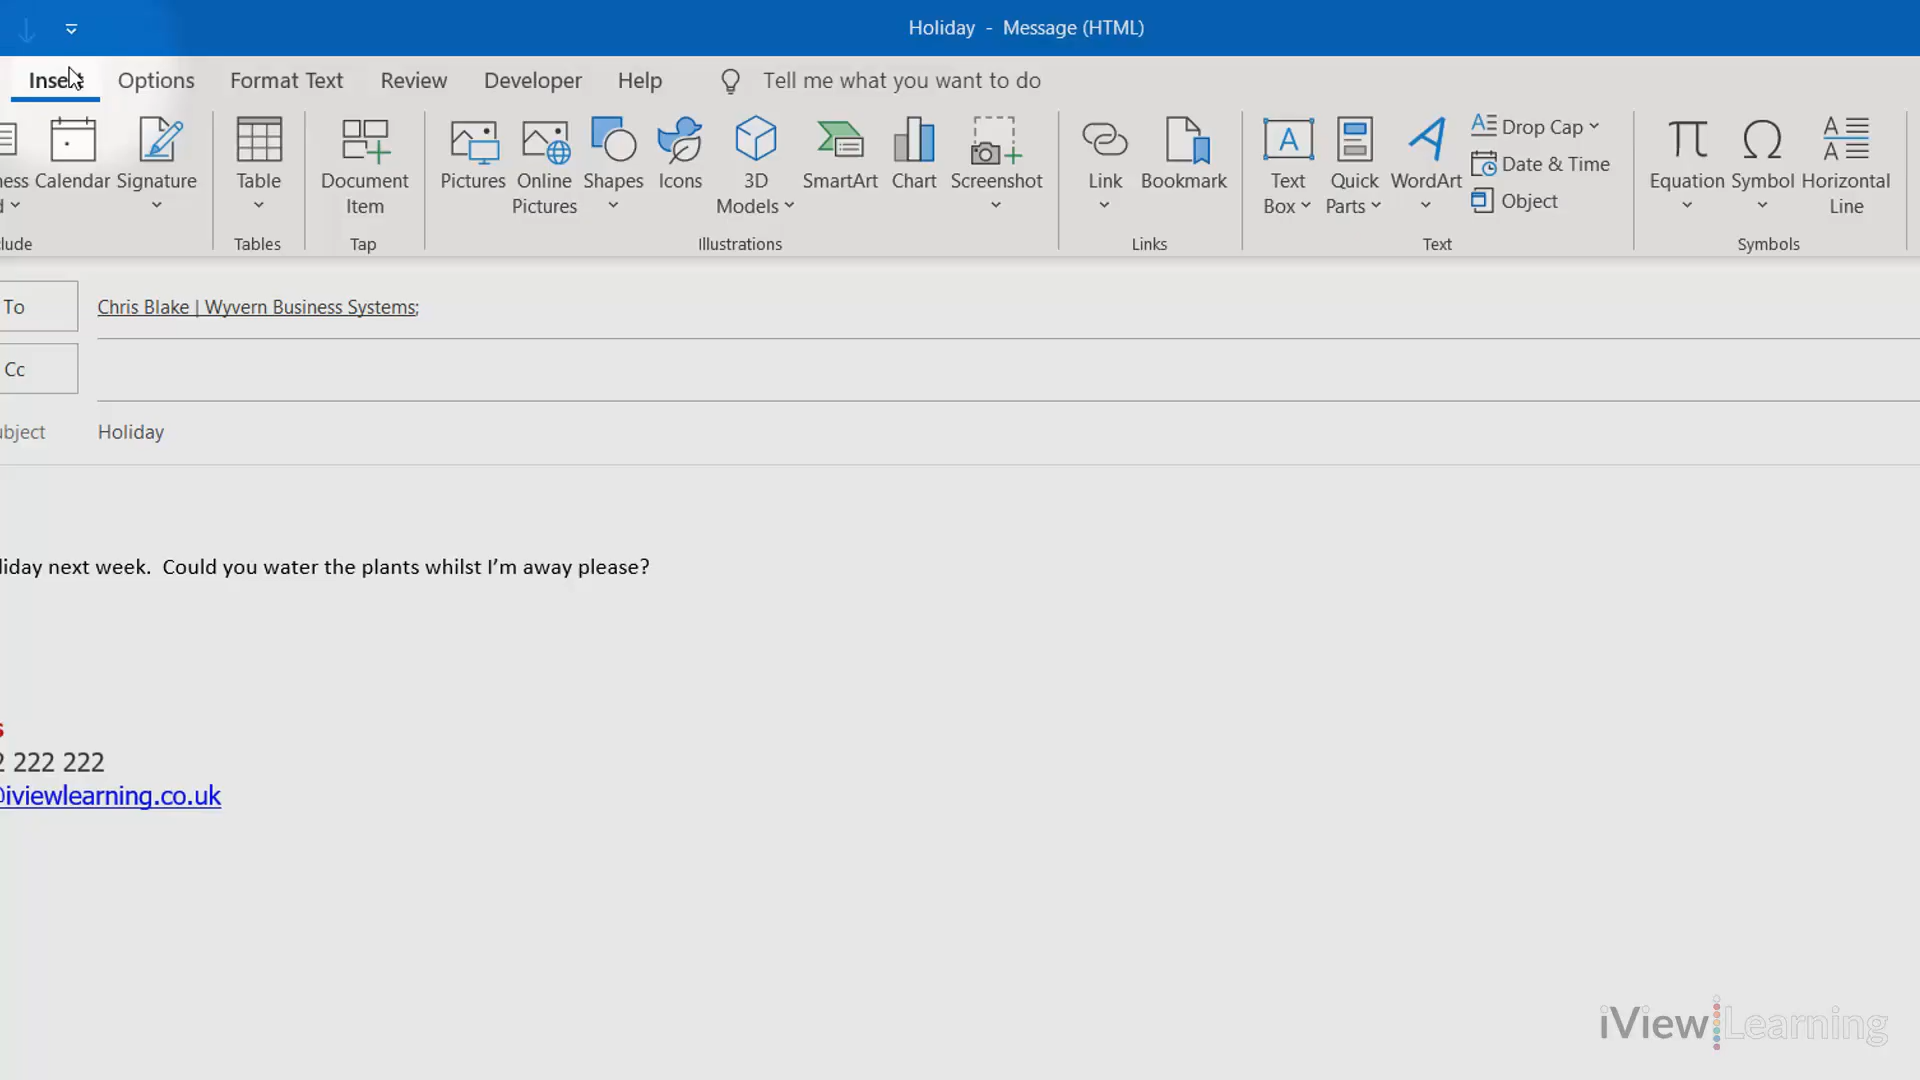 Holiday - Message (HTML)
Insert Options Format Text Review Developer Help Tell me what you want to do
Calendar Signature Table Document Item Pictures Online Pictures Shapes Icons 3D Models SmartArt Chart Screenshot Link Bookmark Text Box Quick Parts WordArt Drop Cap Equation Symbol Horizontal Line
Date & Time
Object
Tables Tap Illustrations Links Text Symbols
To Chris Blake | Wyvern Business Systems;
Cc
Holiday
next week. Could you water the plants whilst I'm away please?
222 222
@iviewlearning.co.uk
iView Learning